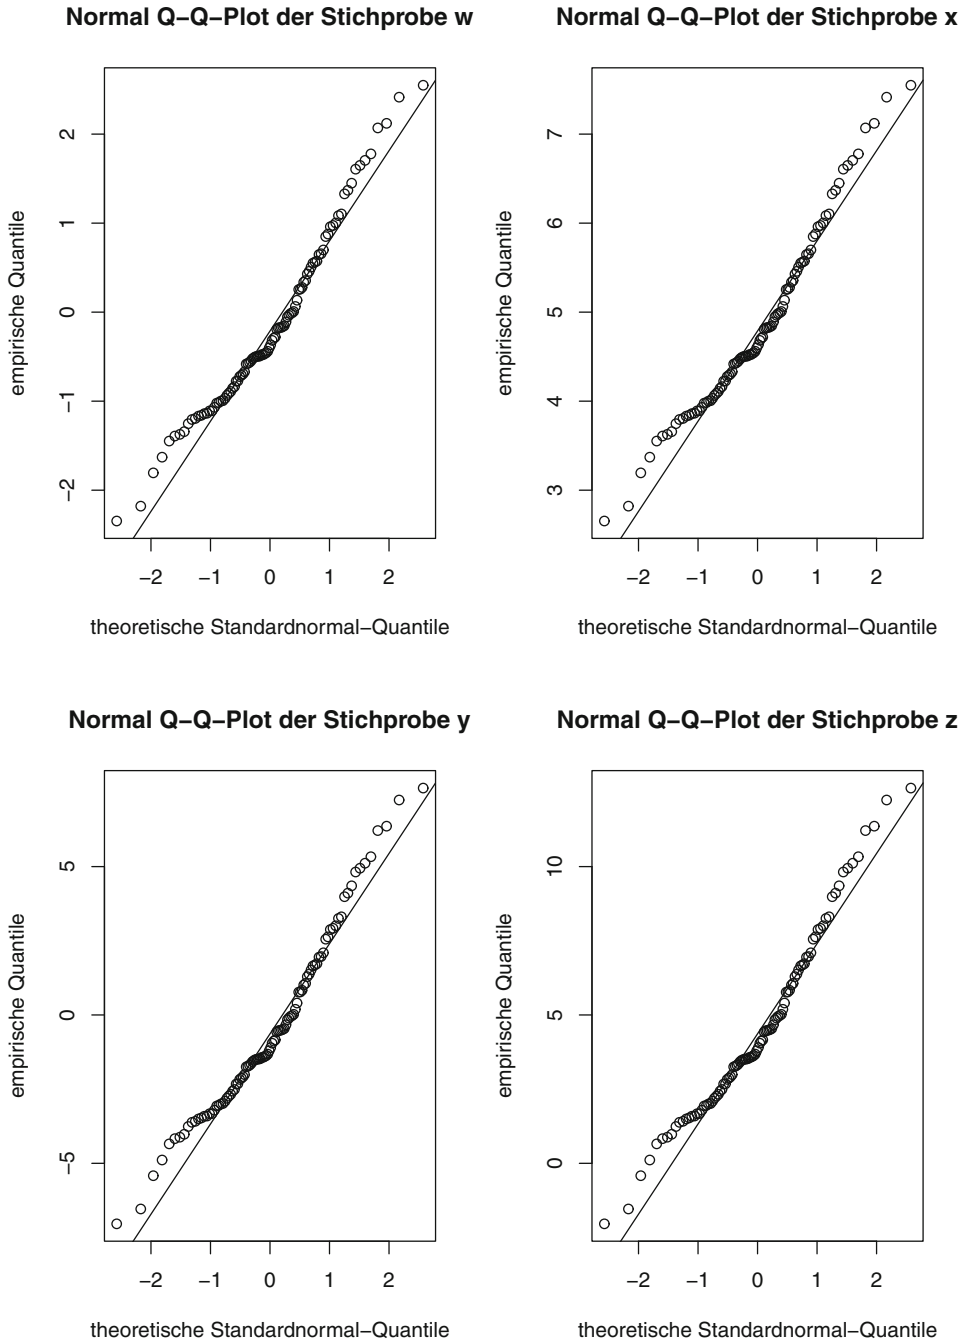 Normal Q–Q–Plot der Stichprobe w
Normal Q–Q–Plot der Stichprobe x
empirische Quantile
2
1
0
−1
−2
−2 −1 0 1 2
theoretische Standardnormal–Quantile
empirische Quantile
7
6
5
4
3
−2 −1 0 1 2
theoretische Standardnormal–Quantile
Normal Q–Q–Plot der Stichprobe y
Normal Q–Q–Plot der Stichprobe z
empirische Quantile
5
0
−5
−2 −1 0 1 2
theoretische Standardnormal–Quantile
empirische Quantile
10
5
0
−2 −1 0 1 2
theoretische Standardnormal–Quantile